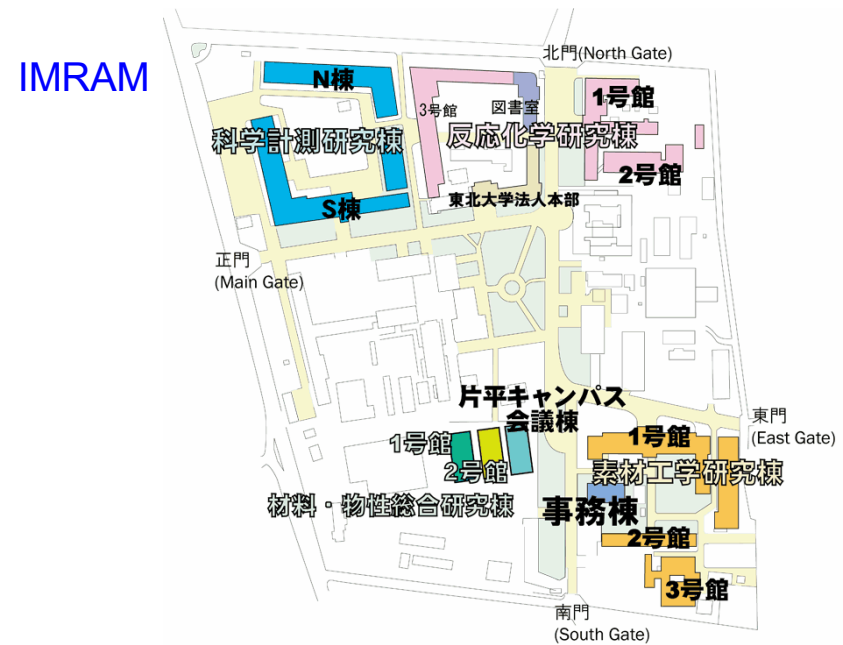 北門(North Gate)
IMRAM
N棟
1号館
3号館
図書室
科学計測研究棟
反応化学研究棟
2号館
東北大学法人本部
S棟
正門
(Main Gate)
片平キャンパス
会議棟
東門
(East Gate)
1号館
1号館
2号館
素材工学研究棟
材料・物性総合研究棟
事務棟
2号館
3号館
南門
(South Gate)